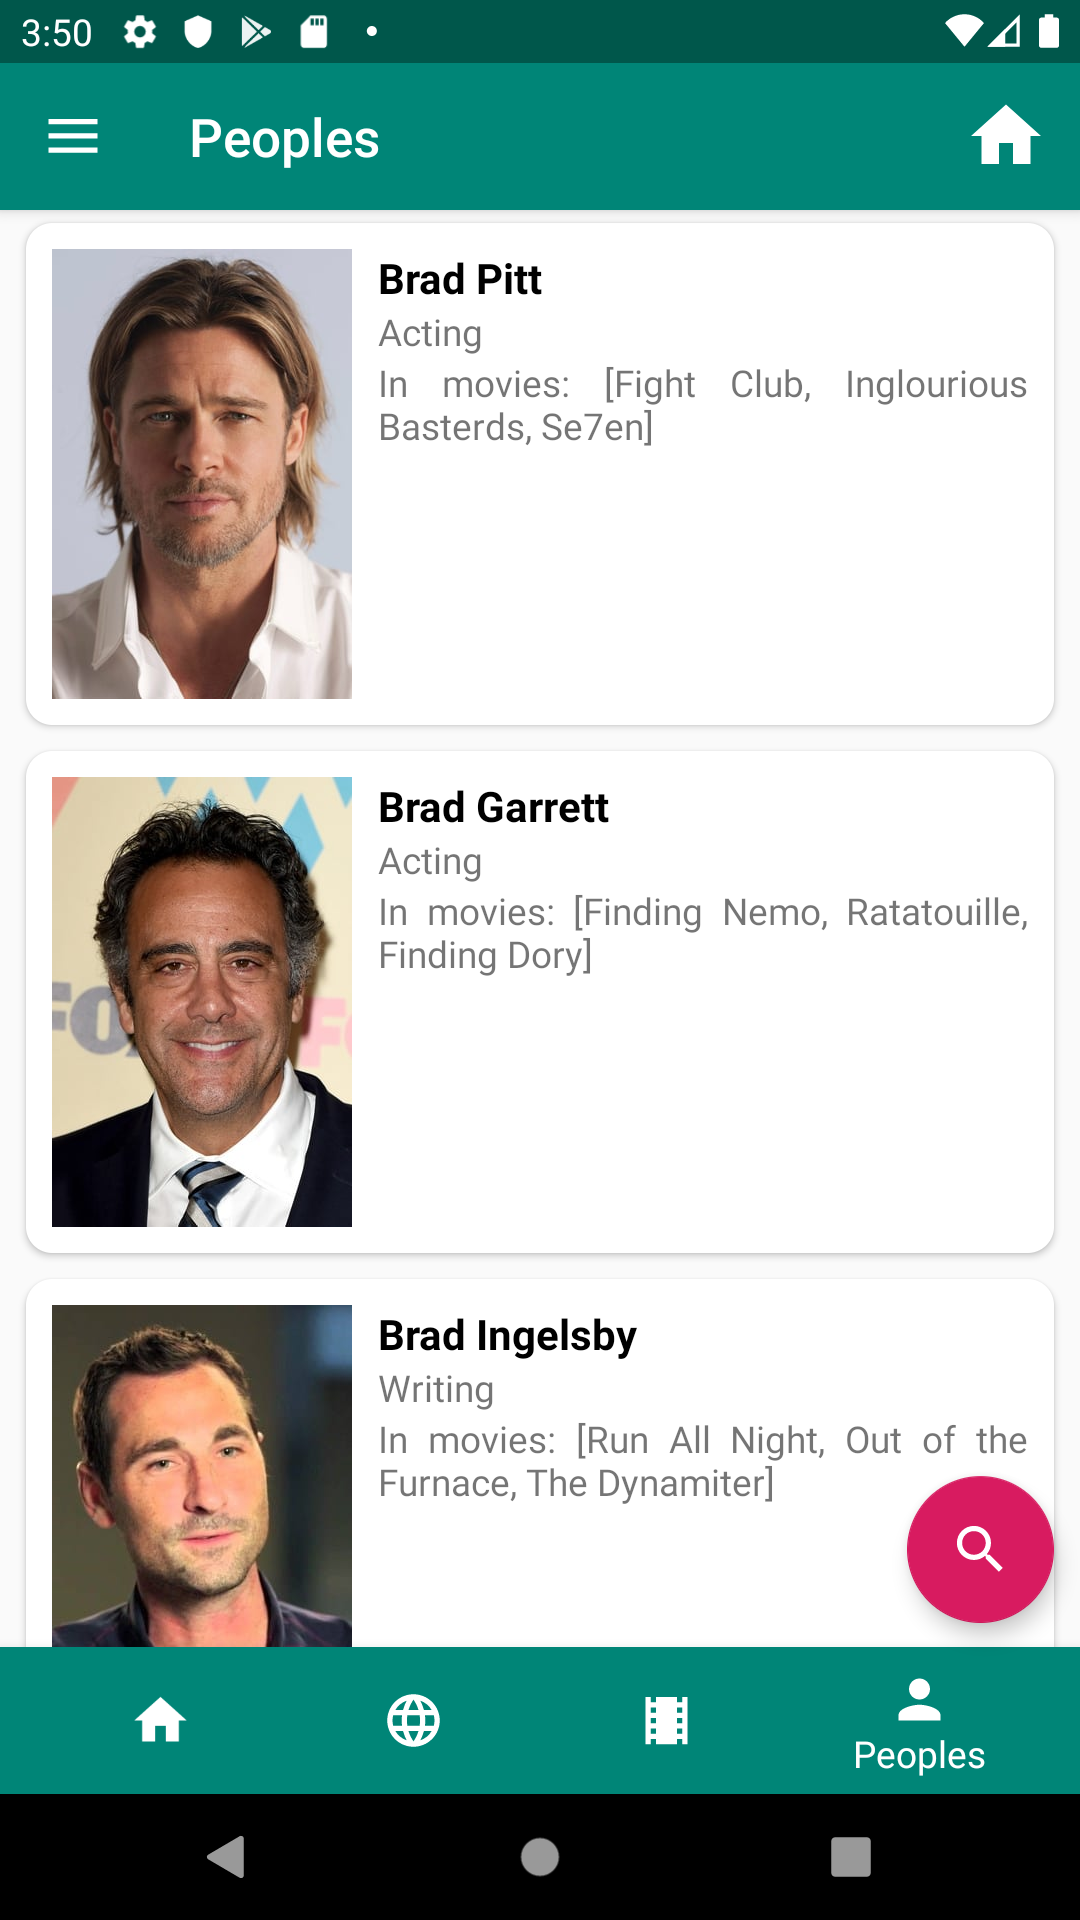 3:50
Peoples
Brad Pitt
Acting
In movies: [Fight Club, Inglourious
Basterds, Se7en]
FO
FO
Brad Garrett
Acting
In movies: [Finding Nemo, Ratatouille,
Finding Dory]
Brad Ingelsby
Writing
In movies: [Run All Night, Out of the
Furnace, The Dynamiter]
Peoples